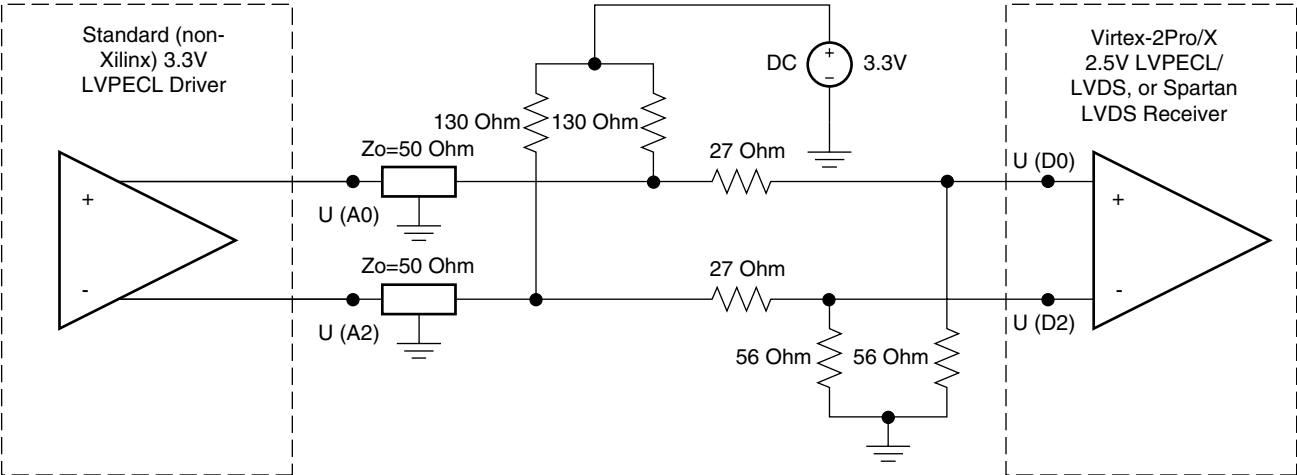 Standard (non-
Xilinx) 3.3V
LVPECL Driver
DC
+
-
3.3V
Virtex-2Pro/X
2.5V LVPECL/
LVDS, or Spartan
LVDS Receiver
130 Ohm
130 Ohm
Zo=50 Ohm
27 Ohm
U (D0)
+
U (A0)
+
Zo=50 Ohm
27 Ohm
-
U (A2)
-
U (D2)
56 Ohm
56 Ohm